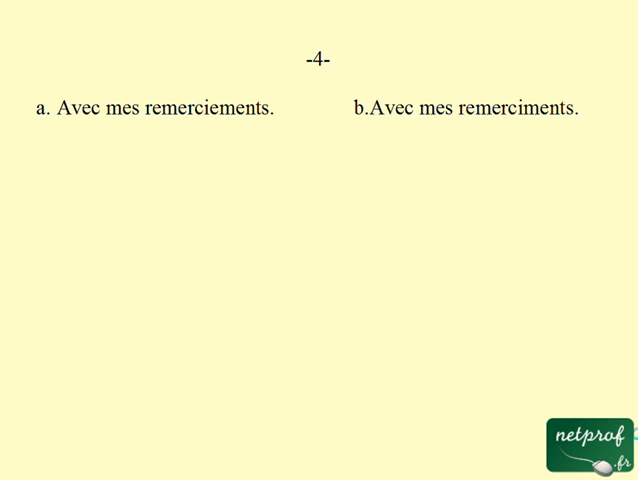 -4-
a. Avec mes remerciements. b.Avec mes remerciments.
netprof
.fr